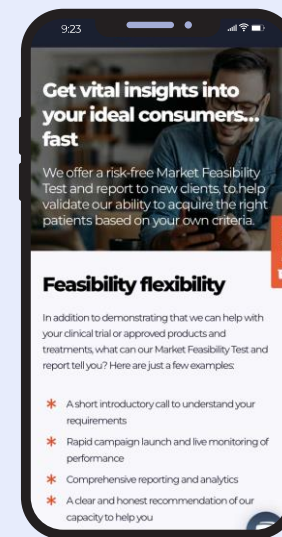 9:23
Get vital insights into
your ideal consumers...
fast
We offer a risk-free Market Feasibility
Test and report to new clients, to help
validate our ability to acquire the right
patients based on your own criteria.
Feasibility flexibility
In addition to demonstrating that we can help with
your clinical trial or approved products and
treatments, what can our Market Feasibility Test and
report tell you? Here are just a few examples:
A short introductory call to understand your
requirements
Rapid campaign launch and live monitoring of
performance
Comprehensive reporting and analytics
A clear and honest recommendation of our
capacity to help you